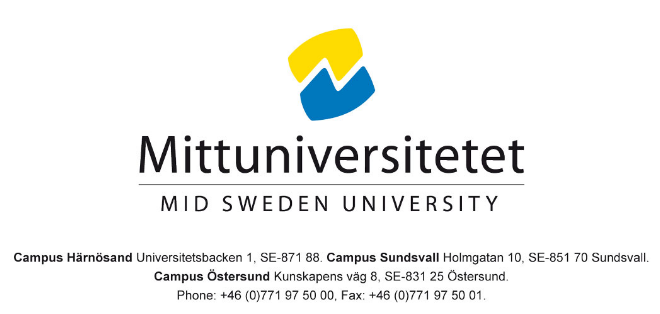 Mittuniversitetet
MID SWEDEN UNIVERSITY
Campus Härnösand Universitetsbacken 1, SE-871 88. Campus Sundsvall Holmgatan 10, SE-851 70 Sundsvall.
Campus Östersund Kunskapens väg 8, SE-831 25 Östersund.
Phone: +46 (0)771 97 50 00, Fax: +46 (0)771 97 50 01.